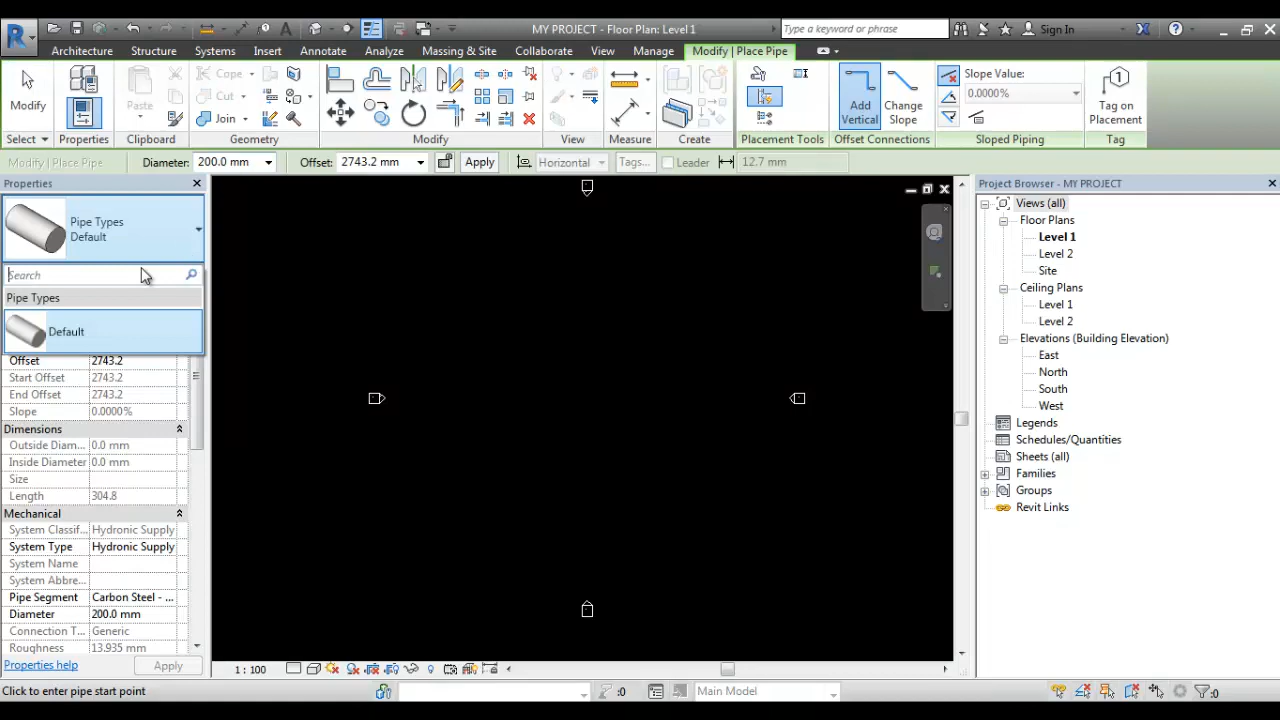 MY PROJECT - Floor Plan: Level 1
Type a keyword or phrase
Sign In
Architecture Structure Systems Insert Annotate Analyze Massing & Site Collaborate View Manage Modify | Place Pipe
Modify
Paste
Cope
Cut
Join
Add Vertical
Change Slope
Slope Value:
0.0000%
Tag on Placement
Select Properties Clipboard Geometry Modify View Measure Create Placement Tools Offset Connections Sloped Piping Tag
Modify | Place Pipe Diameter: 200.0 mm Offset: 2743.2 mm Apply Horizontal Tags... Leader 12.7 mm
Properties
Pipe Types
Default
Search
Pipe Types
Default
Offset 2743.2
Start Offset 2743.2
End Offset 2743.2
Slope 0.0000%
Dimensions
Outside Diam... 0.0 mm
Inside Diameter 0.0 mm
Size
Length 304.8
Mechanical
System Classif... Hydronic Supply
System Type Hydronic Supply
System Name
System Abbre...
Pipe Segment Carbon Steel - ...
Diameter 200.0 mm
Connection T... Generic
Roughness 13.935 mm
Properties help Apply
1 : 100
Project Browser - MY PROJECT
Views (all)
Floor Plans
Level 1
Level 2
Site
Ceiling Plans
Level 1
Level 2
Elevations (Building Elevation)
East
North
South
West
Legends
Schedules/Quantities
Sheets (all)
Families
Groups
Revit Links
Click to enter pipe start point
:0
Main Model
:0